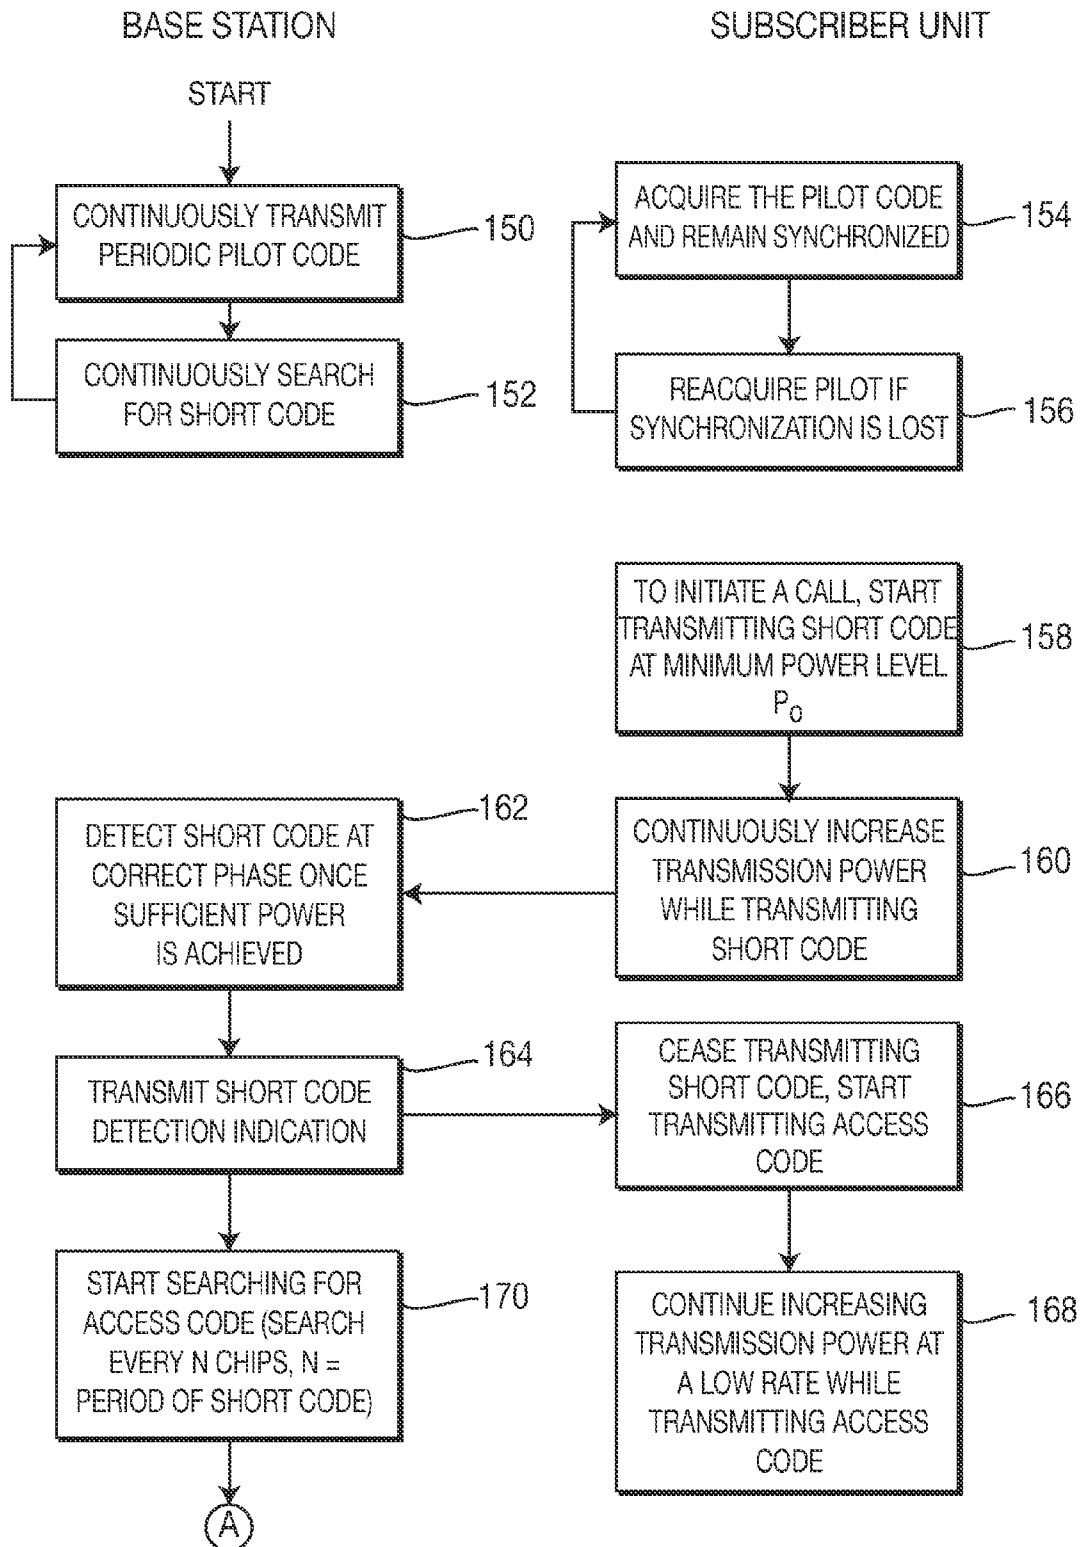 BASE STATION
SUBSCRIBER UNIT
START
CONTINUOUSLY TRANSMIT
PERIODIC PILOT CODE
150
ACQUIRE THE PILOT CODE
AND REMAIN SYNCHRONIZED
154
CONTINUOUSLY SEARCH
FOR SHORT CODE
152
REACQUIRE PILOT IF
SYNCHRONIZATION IS LOST
156
TO INITIATE A CALL, START
TRANSMITTING SHORT CODE
AT MINIMUM POWER LEVEL
P0
158
DETECT SHORT CODE AT
CORRECT PHASE ONCE
SUFFICIENT POWER
IS ACHIEVED
162
CONTINUOUSLY INCREASE
TRANSMISSION POWER
WHILE TRANSMITTING
SHORT CODE
160
TRANSMIT SHORT CODE
DETECTION INDICATION
164
CEASE TRANSMITTING
SHORT CODE, START
TRANSMITTING ACCESS
CODE
166
START SEARCHING FOR
ACCESS CODE (SEARCH
EVERY N CHIPS, N =
PERIOD OF SHORT CODE)
170
CONTINUE INCREASING
TRANSMISSION POWER AT
A LOW RATE WHILE
TRANSMITTING ACCESS
CODE
168
A